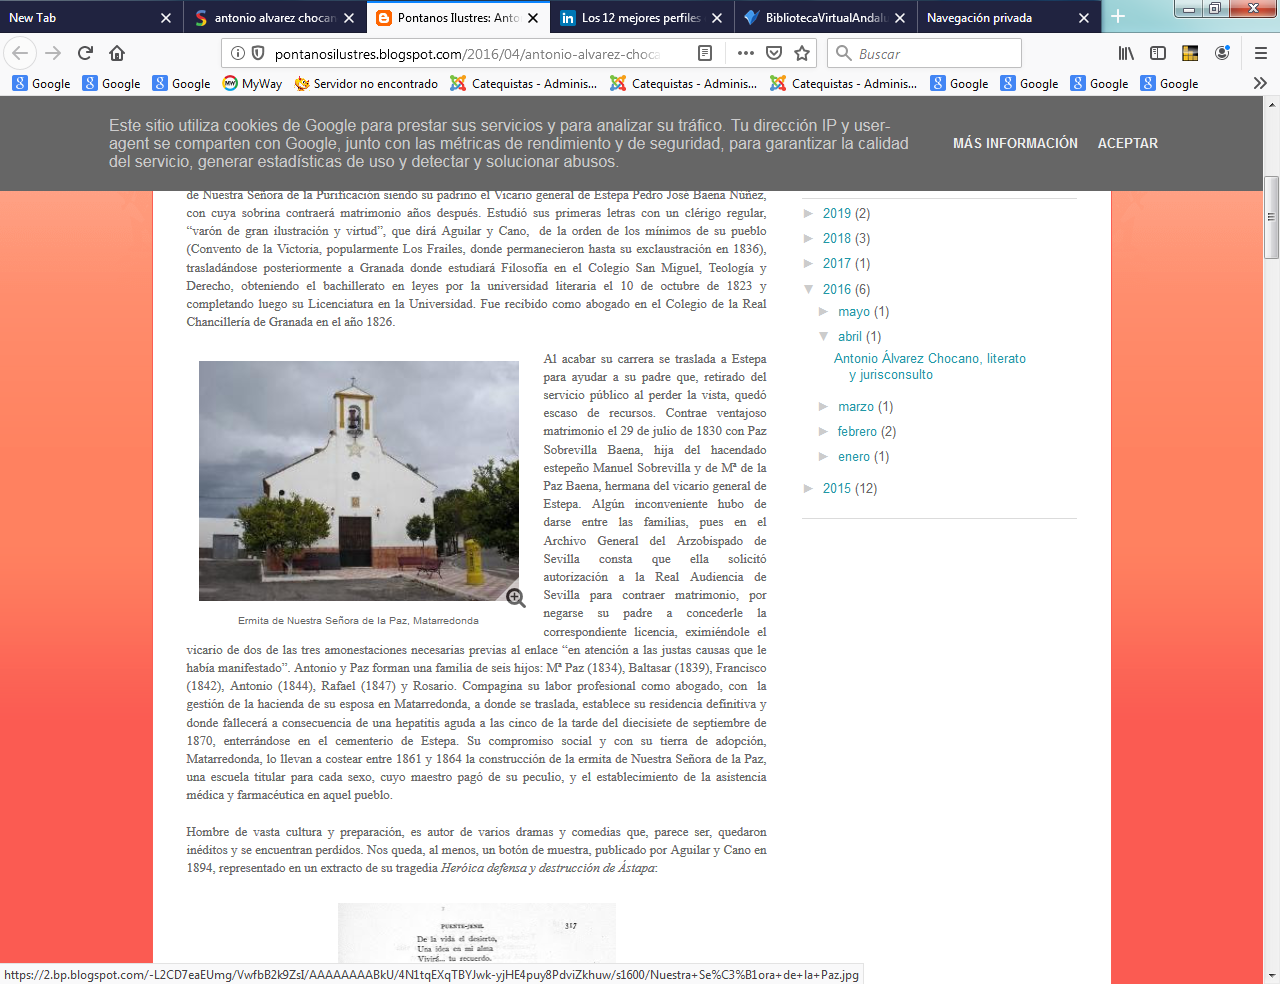 New Tab
antonio alvarez chocan
Pontanos Ilustres: Anto
Los 12 mejores perfiles
BibliotecaVirtualAndalu
Navegación privada
pontanosilustres.blogspot.com/2016/04/antonio-alvarez-choca
Buscar
Google
Google
Google
MyWay
Servidor no encontrado
Catequistas - Adminis...
Catequistas - Adminis...
Catequistas - Adminis...
Google
Google
Google
Google
Este sitio utiliza cookies de Google para prestar sus servicios y para analizar su tráfico. Tu dirección IP y user-
agent se comparten con Google, junto con las métricas de rendimiento y de seguridad, para garantizar la calidad
del servicio, generar estadísticas de uso y detectar y solucionar abusos.
MÁS INFORMACIÓN
ACEPTAR
de Nuestra Señora de la Purificación siendo su padrino el Vicario general de Estepa Pedro José Baena Núñez,
con cuya sobrina contraerá matrimonio años después. Estudió sus primeras letras con un clérigo regular,
“varón de gran ilustración y virtud”, que dirá Aguilar y Cano, de la orden de los mínimos de su pueblo
(Convento de la Victoria, popularmente Los Frailes, donde permanecieron hasta su exclaustración en 1836),
trasladándose posteriormente a Granada donde estudiará Filosofía en el Colegio San Miguel, Teología y
Derecho, obteniendo el bachillerato en leyes por la universidad literaria el 10 de octubre de 1823 y
completando luego su Licenciatura en la Universidad. Fue recibido como abogado en el Colegio de la Real
Chancillería de Granada en el año 1826.
Al acabar su carrera se traslada a Estepa
para ayudar a su padre que, retirado del
servicio público al perder la vista, quedó
escaso de recursos. Contrae ventajoso
matrimonio el 29 de julio de 1830 con Paz
Sobrevilla Baena, hija del hacendado
estepeño Manuel Sobrevilla y de Mª de la
Paz Baena, hermana del vicario general de
Estepa. Algún inconveniente hubo de
darse entre las familias, pues en el
Archivo General del Arzobispado de
Sevilla consta que ella solicitó
autorización a la Real Audiencia de
Sevilla para contraer matrimonio, por
negarse su padre a concederle la
correspondiente licencia, eximiéndole el
Ermita de Nuestra Señora de la Paz, Matarredonda
vicario de dos de las tres amonestaciones necesarias previas al enlace “en atención a las justas causas que le
había manifestado”. Antonio y Paz forman una familia de seis hijos: Mª Paz (1834), Baltasar (1839), Francisco
(1842), Antonio (1844), Rafael (1847) y Rosario. Compagina su labor profesional como abogado, con la
gestión de la hacienda de su esposa en Matarredonda, a donde se traslada, establece su residencia definitiva y
donde fallecerá a consecuencia de una hepatitis aguda a las cinco de la tarde del diecisiete de septiembre de
1870, enterrándose en el cementerio de Estepa. Su compromiso social y con su tierra de adopción,
Matarredonda, lo llevan a costear entre 1861 y 1864 la construcción de la ermita de Nuestra Señora de la Paz,
una escuela titular para cada sexo, cuyo maestro pagó de su peculio, y el establecimiento de la asistencia
médica y farmacéutica en aquel pueblo.
Hombre de vasta cultura y preparación, es autor de varios dramas y comedias que, parece ser, quedaron
inéditos y se encuentran perdidos. Nos queda, al menos, un botón de muestra, publicado por Aguilar y Cano en
1894, representado en un extracto de su tragedia Heróica defensa y destrucción de Ástapa:
PUENTE-JENIL
317
De la vida el desierto,
Una idea en mi alma
Vivirá... tu recuerdo.
2019 (2)
2018 (3)
2017 (1)
2016 (6)
mayo (1)
abril (1)
Antonio Álvarez Chocano, literato
y jurisconsulto
marzo (1)
febrero (2)
enero (1)
2015 (12)
https://2.bp.blogspot.com/-L2CD7eaEUmg/VwfbB2k9ZsI/AAAAAAAABkU/4N1tqEXqTBYJwk-yjHE4puy8PdviZkhuw/s1600/Nuestra+Se%C3%B1ora+de+la+Paz.jpg